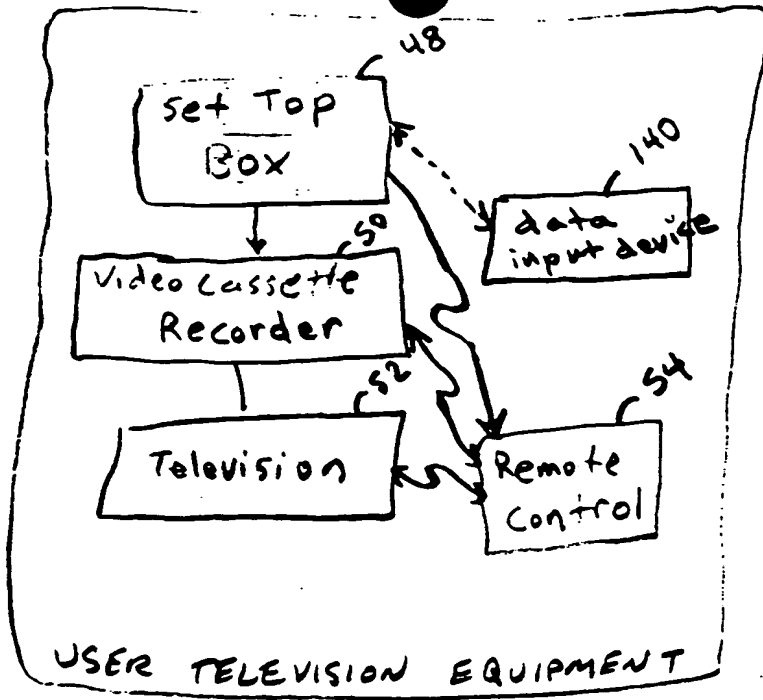 48
set Top
BOX
140
data
input device
50
Video cassette
Recorder
52
Television
54
Remote
control
USER TELEVISION EQUIPMENT